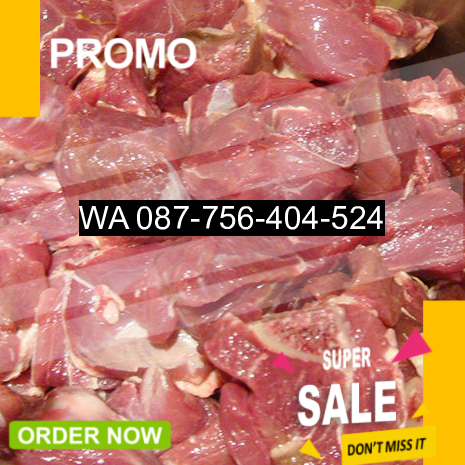 PROMO
WA 087-756-404-524
SUPER
SALE
ORDER NOW
DON'T MISS IT